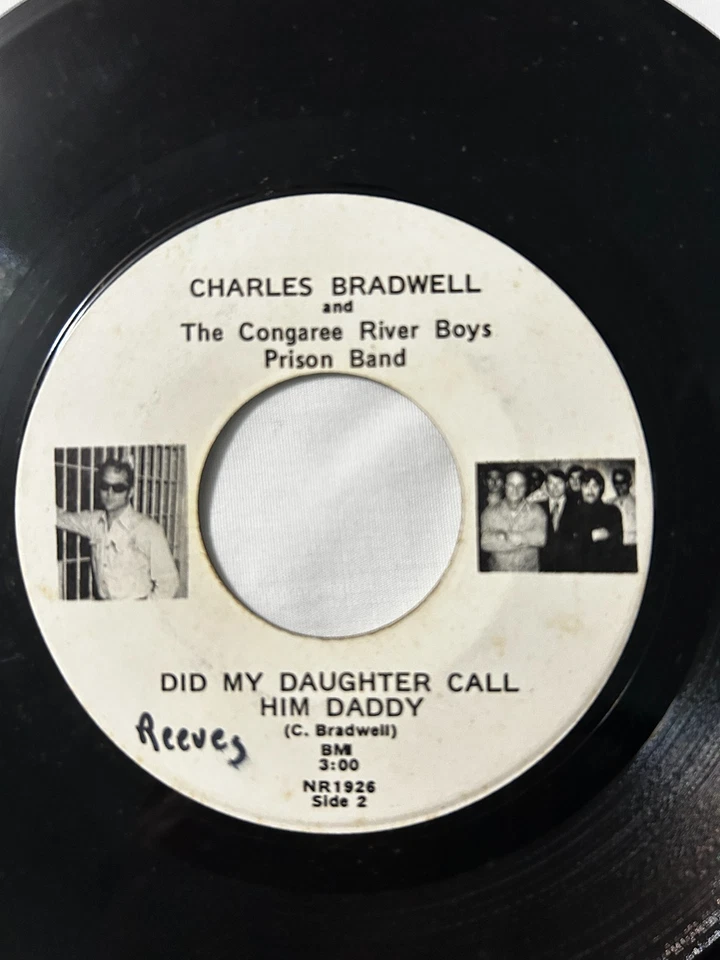 CHARLES BRADWELL
and
The Congaree River Boys
Prison Band
DID MY DAUGHTER CALL
HIM DADDY
(C. Bradwell)
Reeves
BMI
3:00
NR1926
Side 2